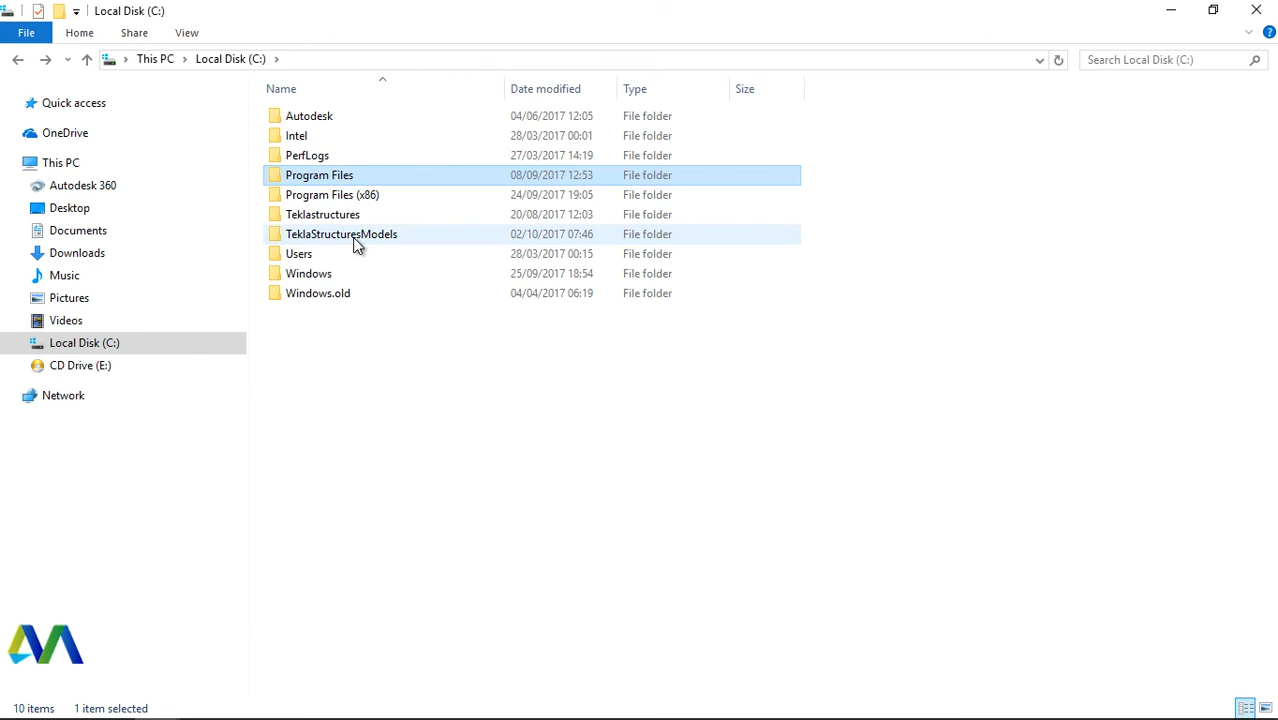 Local Disk (C:)
File Home Share View
This PC Local Disk (C:) Search Local Disk (C:)
Name Date modified Type Size
Quick access
OneDrive
This PC
Autodesk 360
Desktop
Documents
Downloads
Music
Pictures
Videos
Local Disk (C:)
CD Drive (E:)
Network
Autodesk 04/06/2017 12:05 File folder
Intel 28/03/2017 00:01 File folder
PerfLogs 27/03/2017 14:19 File folder
Program Files 08/09/2017 12:53 File folder
Program Files (x86) 24/09/2017 19:05 File folder
Teklastructures 20/08/2017 12:03 File folder
TeklaStructuresModels 02/10/2017 07:46 File folder
Users 28/03/2017 00:15 File folder
Windows 25/09/2017 18:54 File folder
Windows.old 04/04/2017 06:19 File folder
10 items 1 item selected